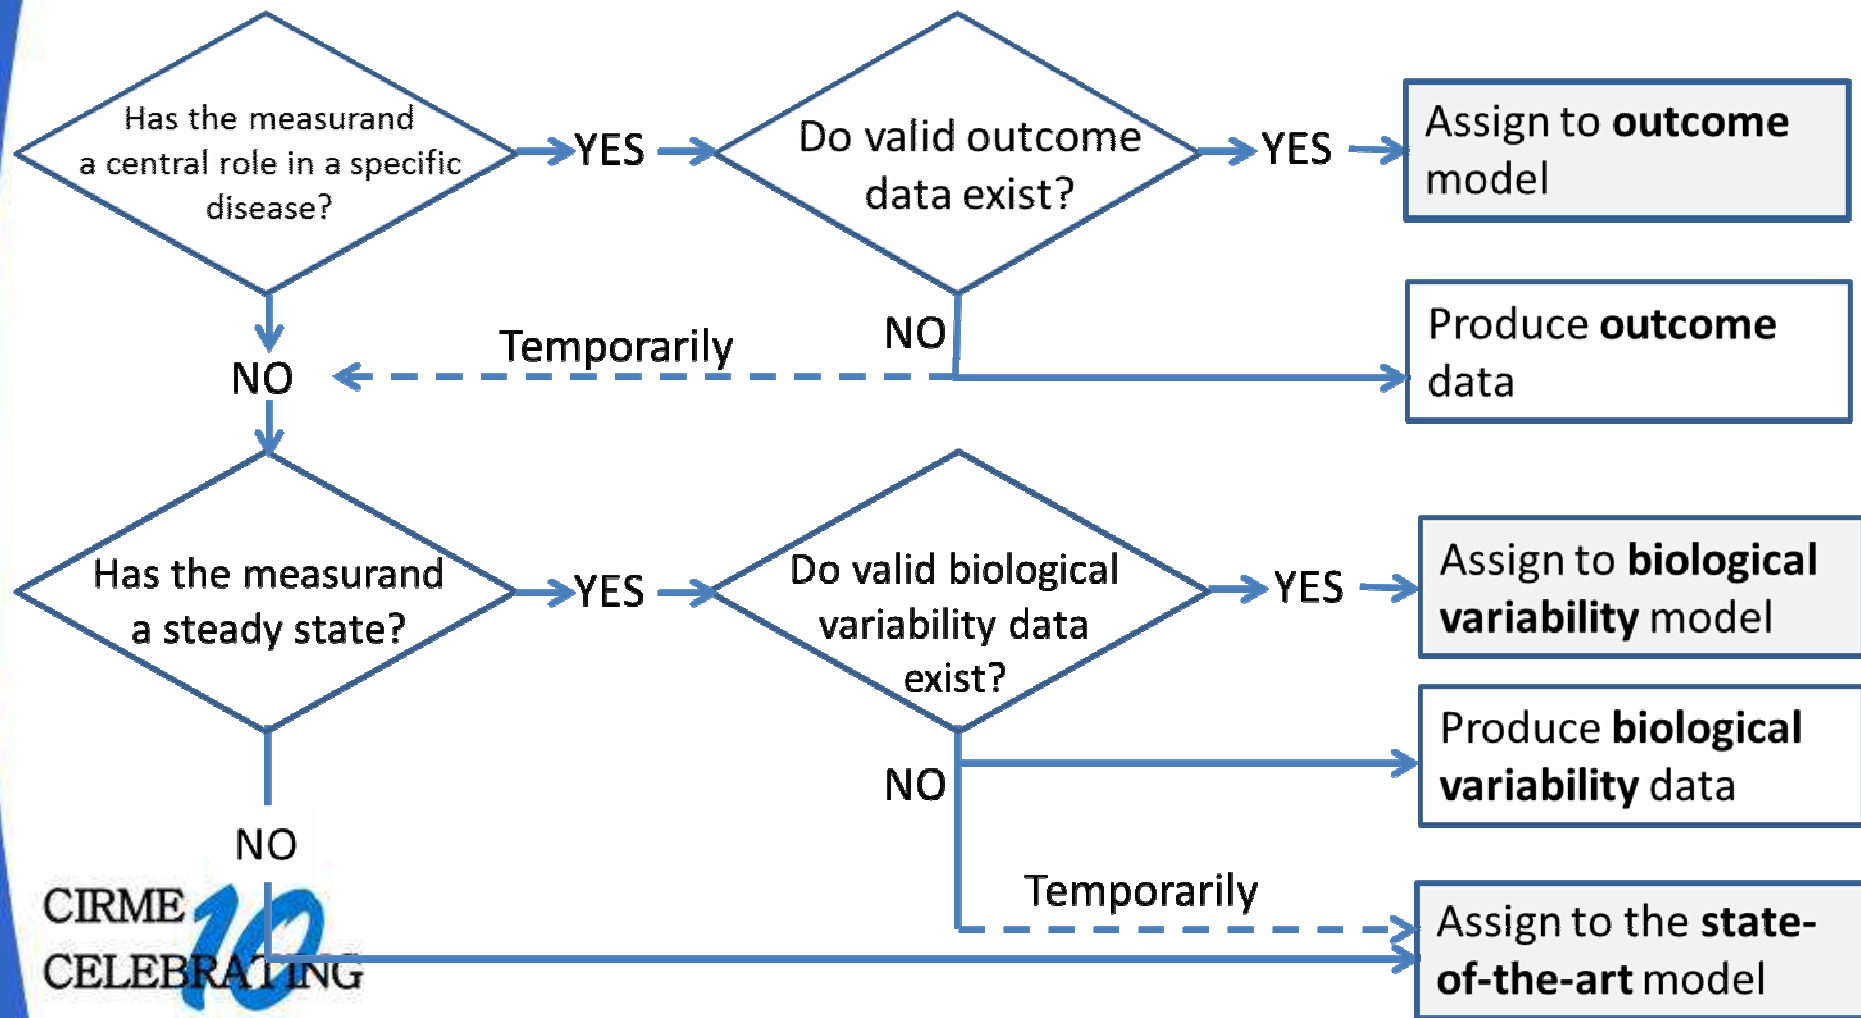 Has the measurand
a central role in a specific
disease?
YES
Do valid outcome
data exist?
YES
Assign to outcome
model
NO
Temporarily
NO
Produce outcome
data
Has the measurand
a steady state?
YES
Do valid biological
variability data
exist?
YES
Assign to biological
variability model
NO
Produce biological
variability data
NO
Temporarily
Assign to the state-
of-the-art model
CIRME
10
CELEBRATING